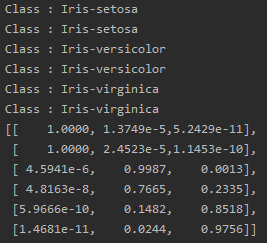 Class : Iris-setosa
Class : Iris-setosa
Class : Iris-versicolor
Class : Iris-versicolor
Class : Iris-virginica
Class : Iris-virginica
[[    1.0000, 1.3749e-5,5.2429e-11],
 [    1.0000, 2.4523e-5,1.1453e-10],
 [ 4.5941e-6,    0.9987,    0.0013],
 [ 4.8163e-8,    0.7665,    0.2335],
 [5.9666e-10,    0.1482,    0.8518],
 [1.4681e-11,    0.0244,    0.9756]]